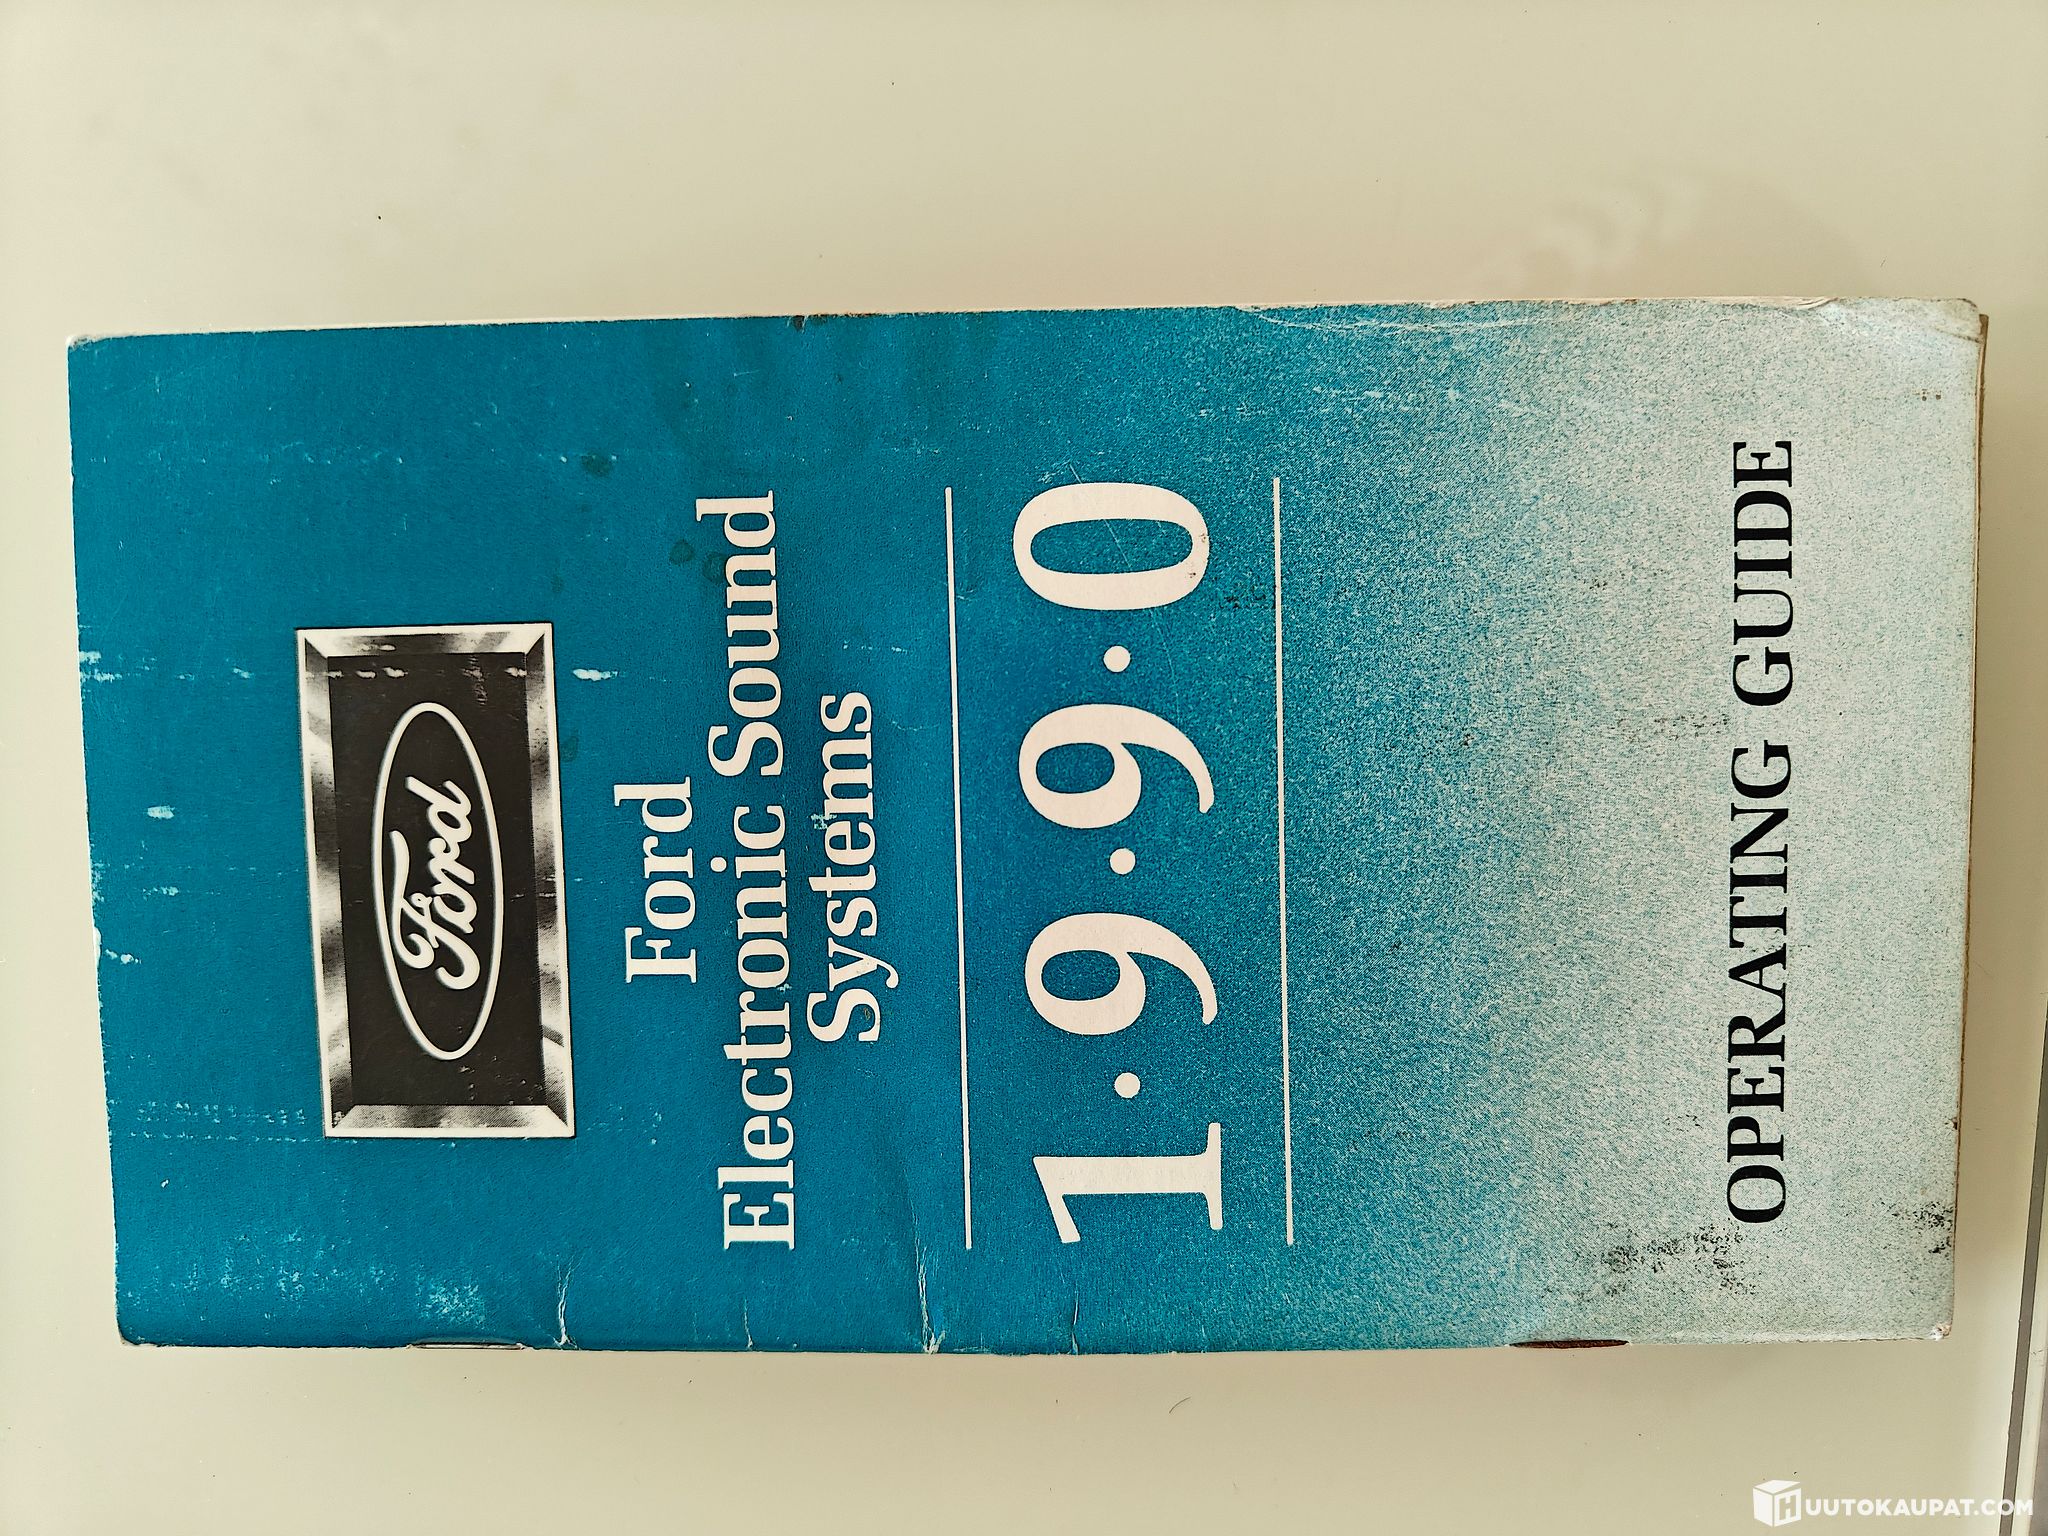 Ford
Ford
Electronic Sound
Systems
1·9·9·0
OPERATING GUIDE
HUUTOKAUPAT.COM